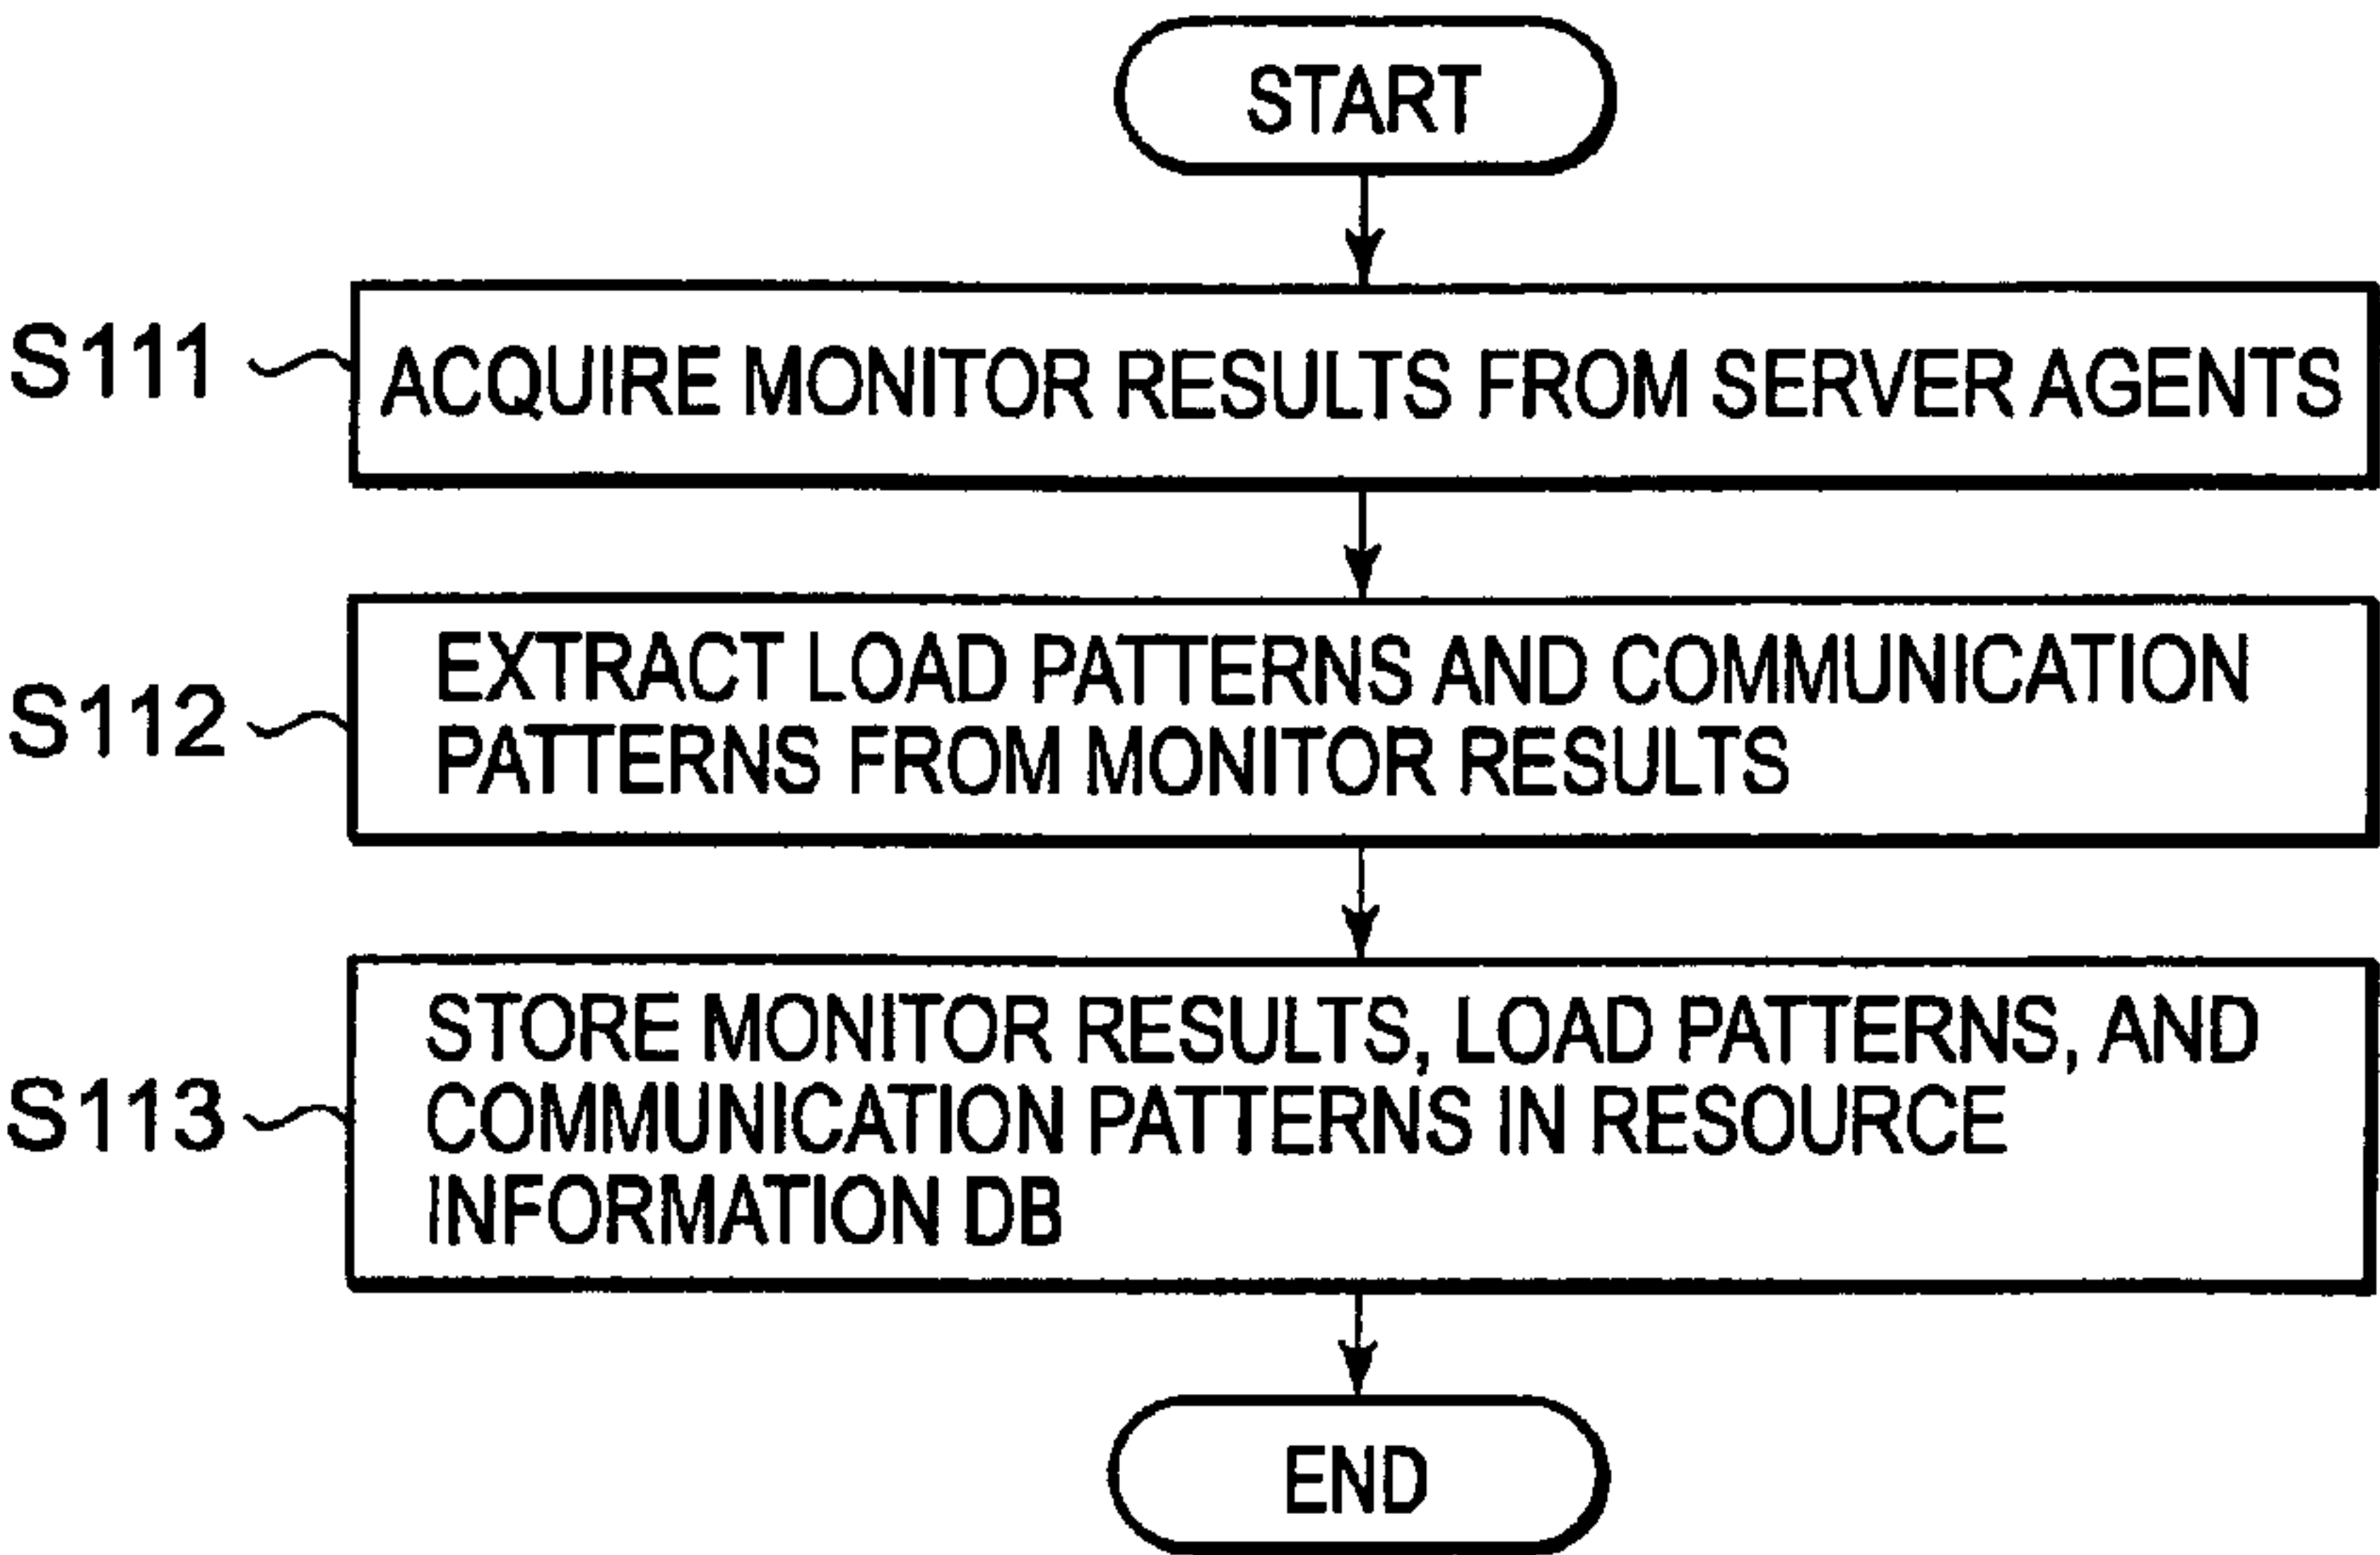 START
S111
ACQUIRE MONITOR RESULTS FROM SERVER AGENTS
S112
EXTRACT LOAD PATTERNS AND COMMUNICATION
PATTERNS FROM MONITOR RESULTS
S113
STORE MONITOR RESULTS, LOAD PATTERNS, AND
COMMUNICATION PATTERNS IN RESOURCE
INFORMATION DB
END